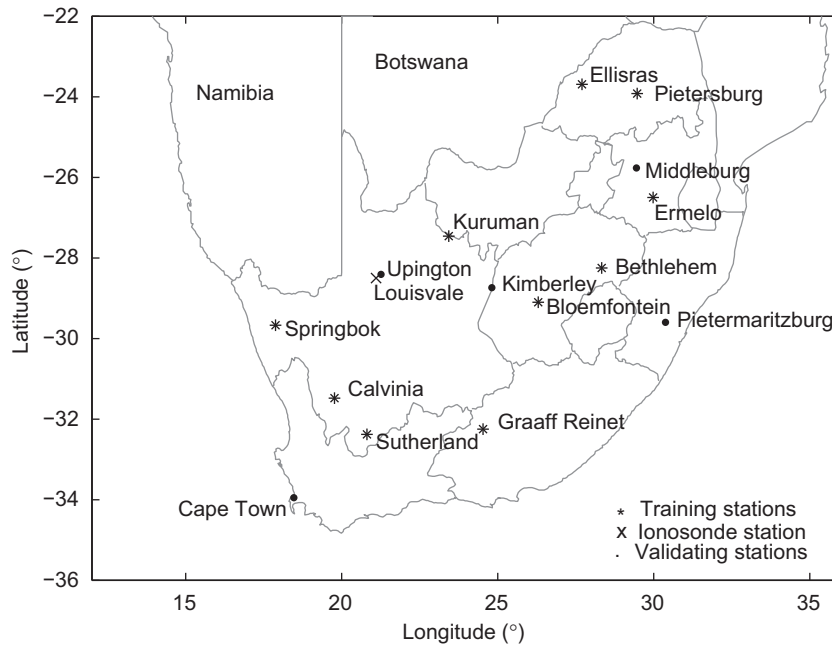 −22
−24
−26
−28
−30
−32
−34
−36
Latitude (°)
Namibia
Botswana
Ellisras
Pietersburg
Middleburg
Ermelo
Kuruman
Upington
Louisvale
Kimberley
Bethlehem
Bloemfontein
Pietermaritzburg
Springbok
Calvinia
Sutherland
Graaff Reinet
Cape Town
* Training stations
x Ionosonde station
. Validating stations
15 20 25 30 35
Longitude (°)